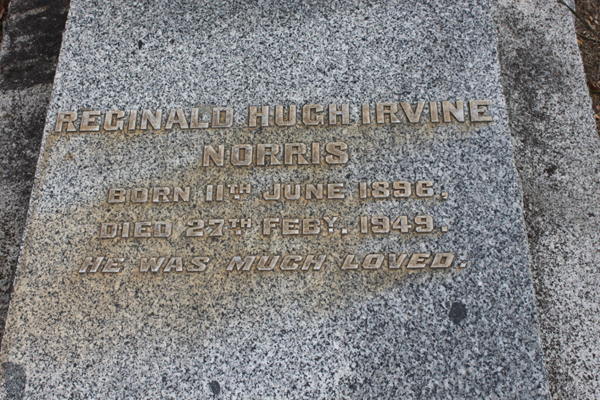 REGINALD HUGH IRVINE
NORRIS
BORN 11TH JUNE 1896.
DIED 27TH FEBY. 1949.
HE WAS MUCH LOVED.